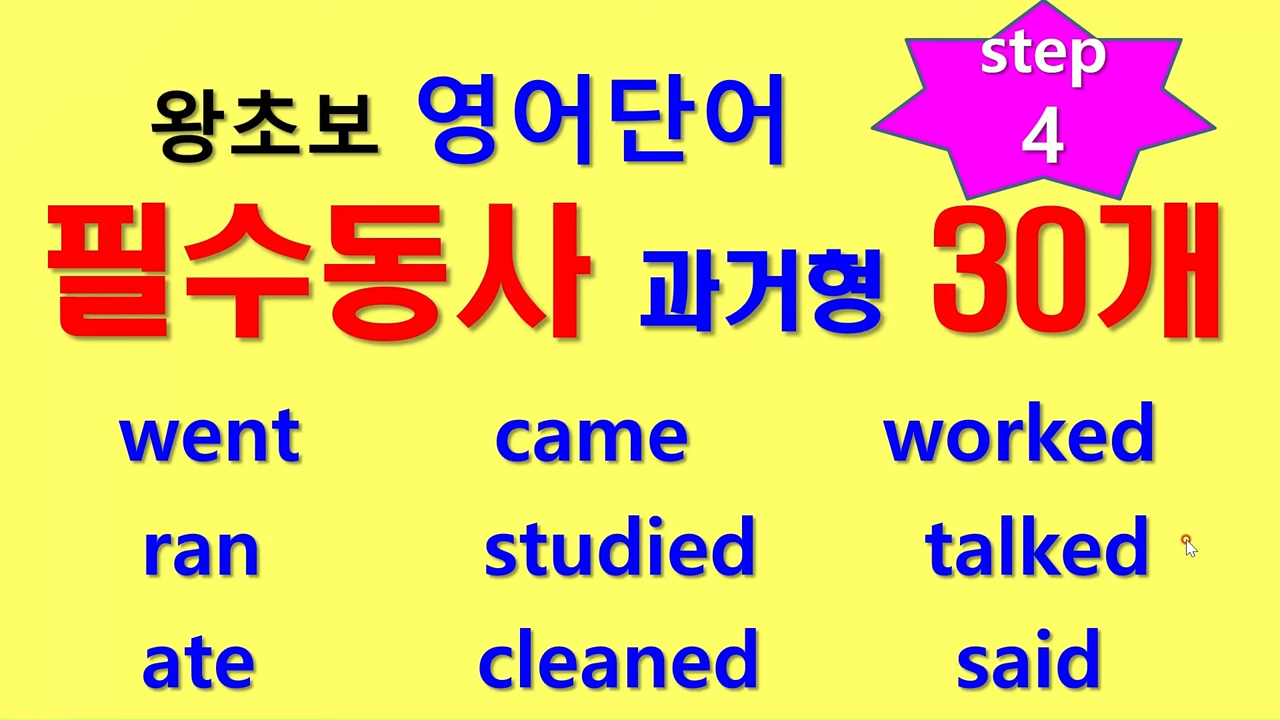 step
4
왕초보 영어단어
필수동사 과거형 30개
went came worked
ran studied talked
ate cleaned said